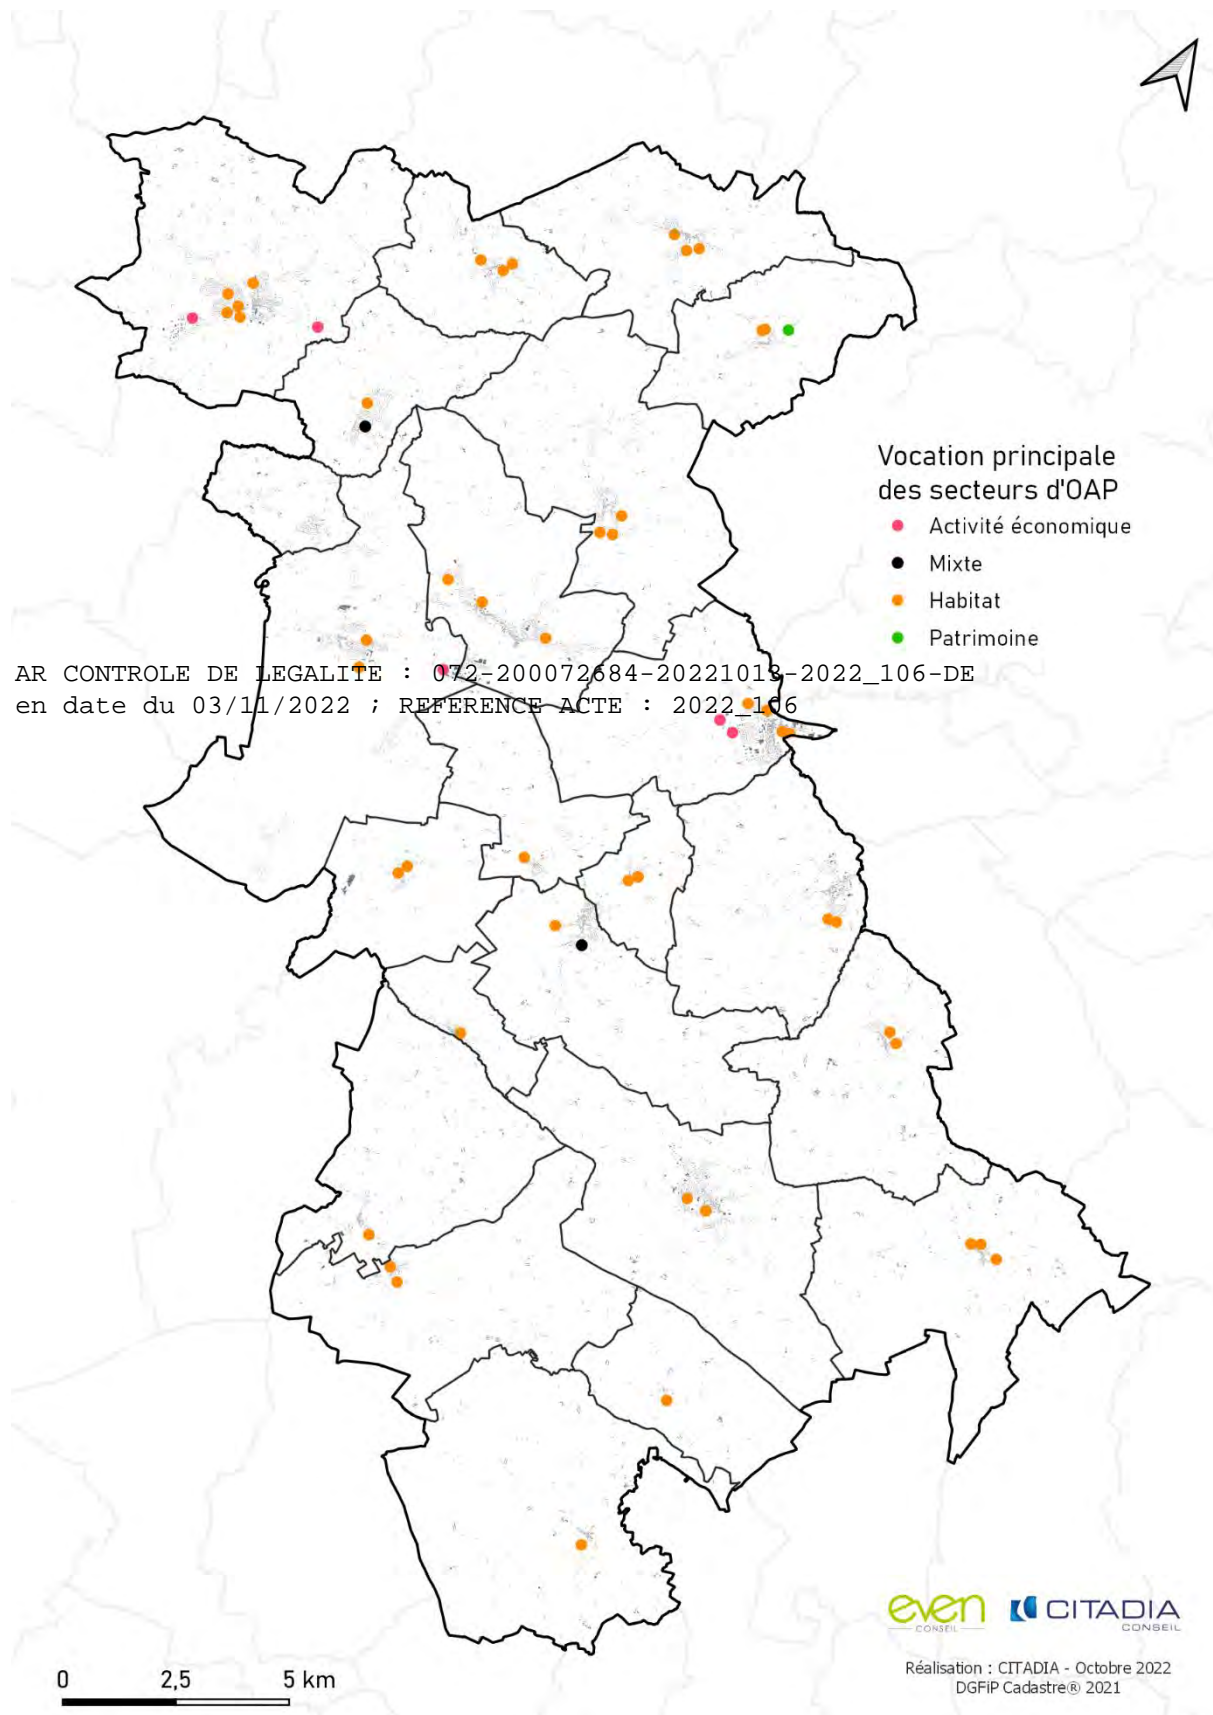 Vocation principale
des secteurs d'OAP
Activité économique
Mixte
Habitat
Patrimoine
AR CONTROLE DE LEGALITE : 072-200072684-20221013-2022_106-DE
en date du 03/11/2022 ; REFERENCE ACTE : 2022_106
even
CONSEIL
CITADIA
CONSEIL
Réalisation : CITADIA - Octobre 2022
DGFiP Cadastre® 2021
0 2,5 5 km